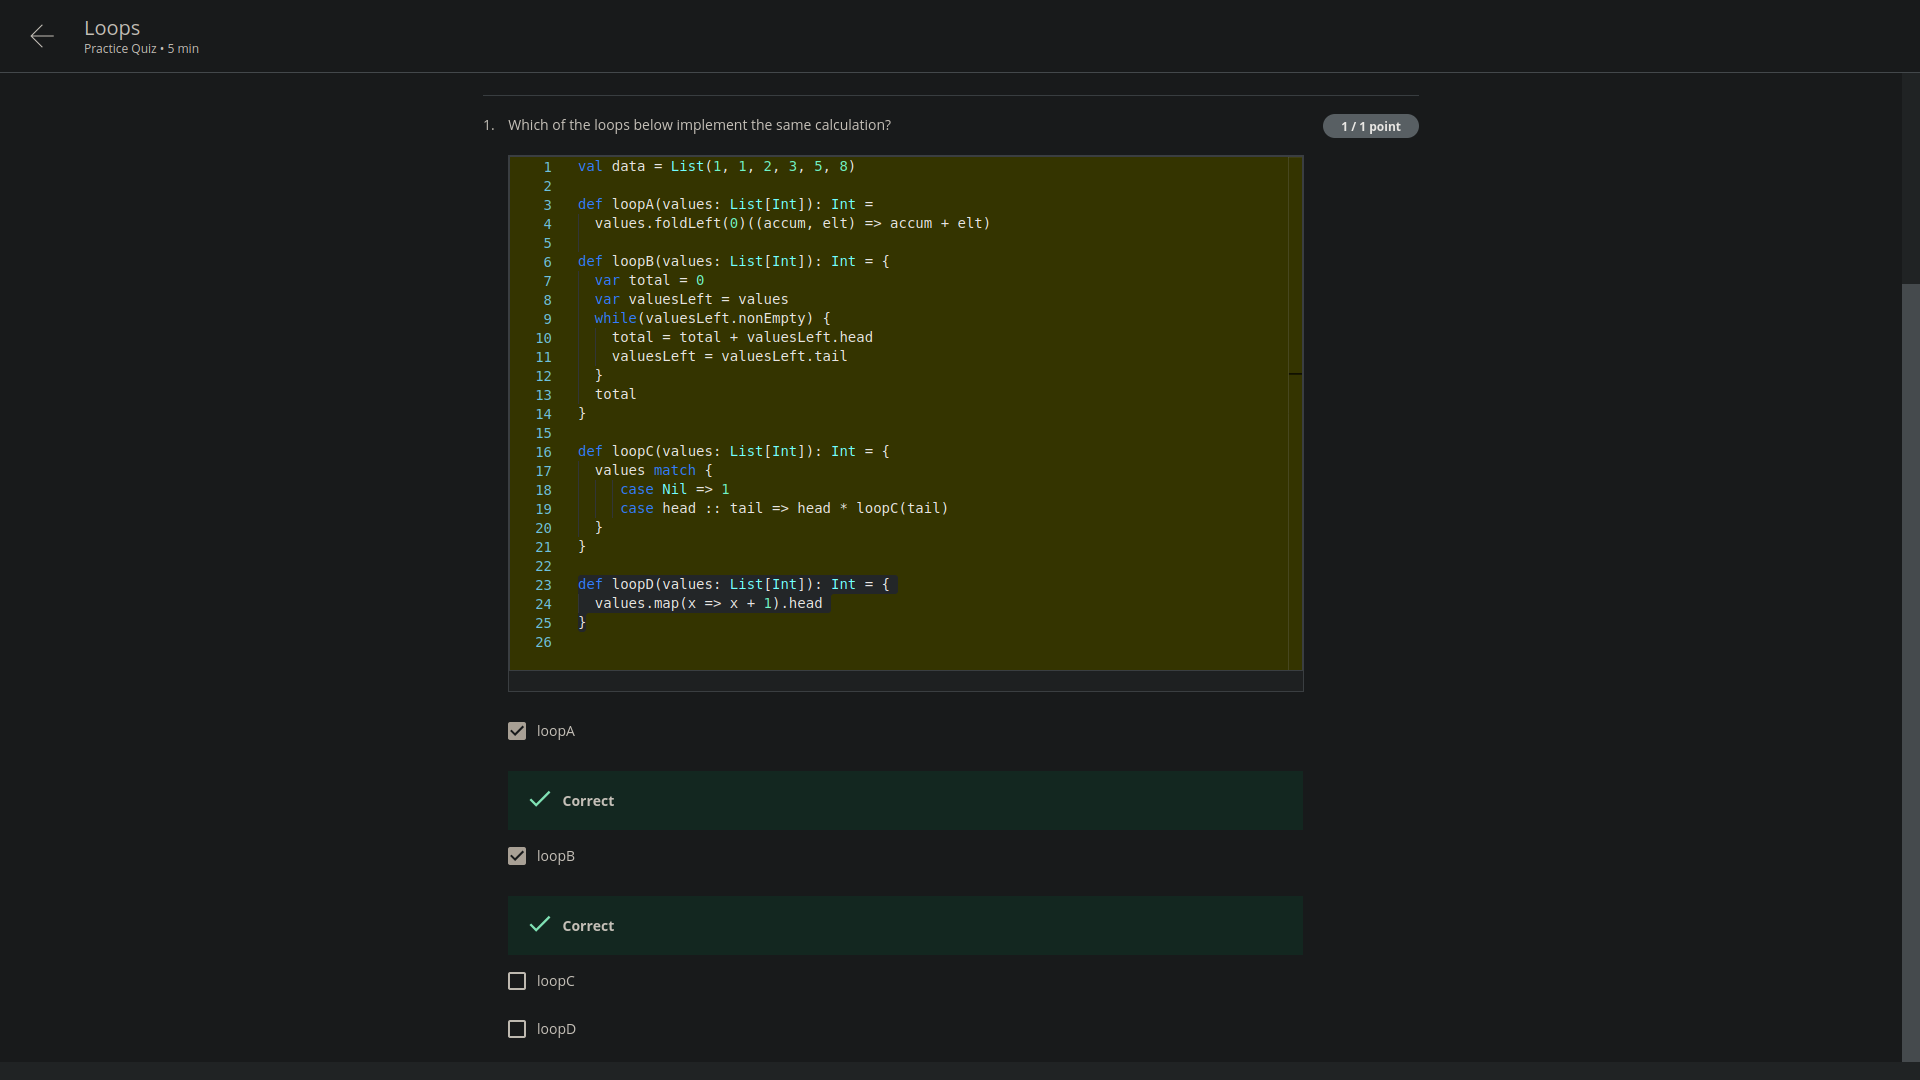 Loops
Practice Quiz • 5 min
1. Which of the loops below implement the same calculation?
1 / 1 point
1 val data = List(1, 1, 2, 3, 5, 8)
2
3 def loopA(values: List[Int]): Int =
4   values.foldLeft(0)((accum, elt) => accum + elt)
5
6 def loopB(values: List[Int]): Int = {
7   var total = 0
8   var valuesLeft = values
9   while(valuesLeft.nonEmpty) {
10     total = total + valuesLeft.head
11     valuesLeft = valuesLeft.tail
12   }
13   total
14 }
15
16 def loopC(values: List[Int]): Int = {
17   values match {
18      case Nil => 1
19      case head :: tail => head * loopC(tail)
20   }
21 }
22
23 def loopD(values: List[Int]): Int = {
24   values.map(x => x + 1).head
25 }
26
loopA
Correct
loopB
Correct
loopC
loopD